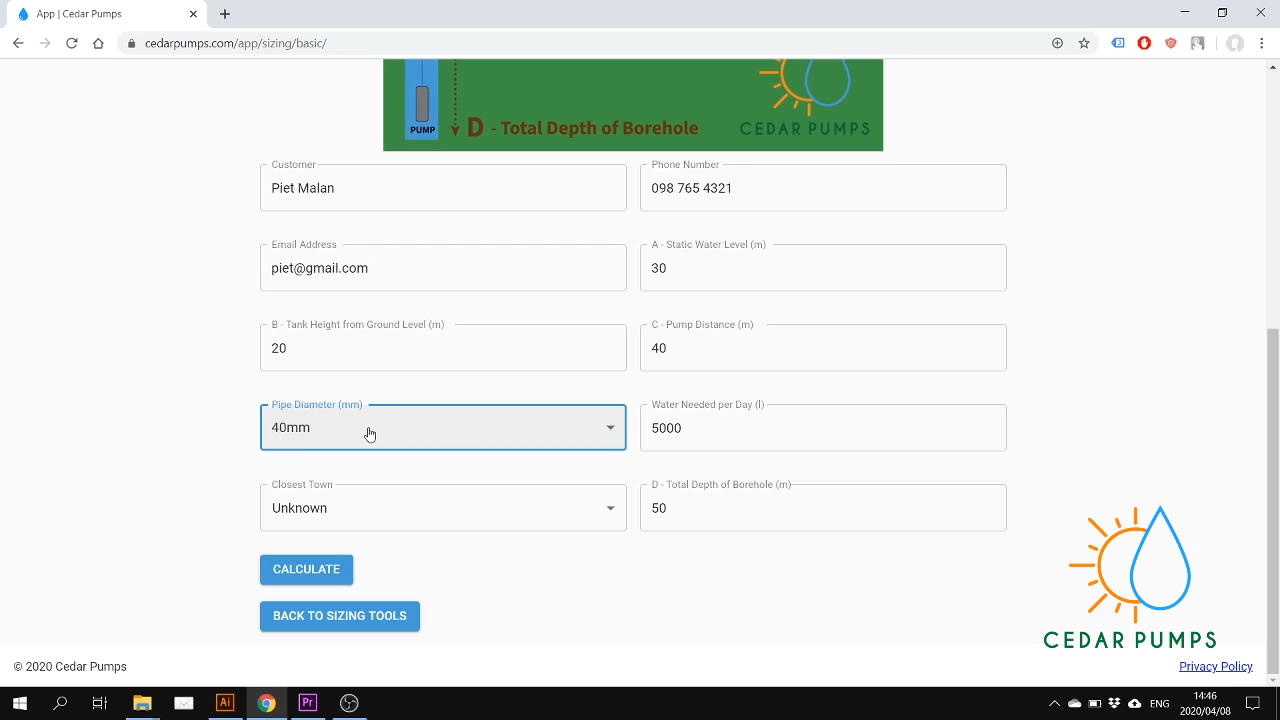 App | Cedar Pumps
cedarpumps.com/app/sizing/basic/
PUMP
D - Total Depth of Borehole
CEDAR PUMPS
Customer
Piet Malan
Phone Number
098 765 4321
Email Address
piet@gmail.com
A - Static Water Level (m)
30
B - Tank Height from Ground Level (m)
20
C - Pump Distance (m)
40
Pipe Diameter (mm)
40mm
Water Needed per Day (l)
5000
Closest Town
Unknown
D - Total Depth of Borehole (m)
50
CALCULATE
BACK TO SIZING TOOLS
CEDAR PUMPS
© 2020 Cedar Pumps
Privacy Policy
Ai
Pr
ENG
14:46
2020/04/08